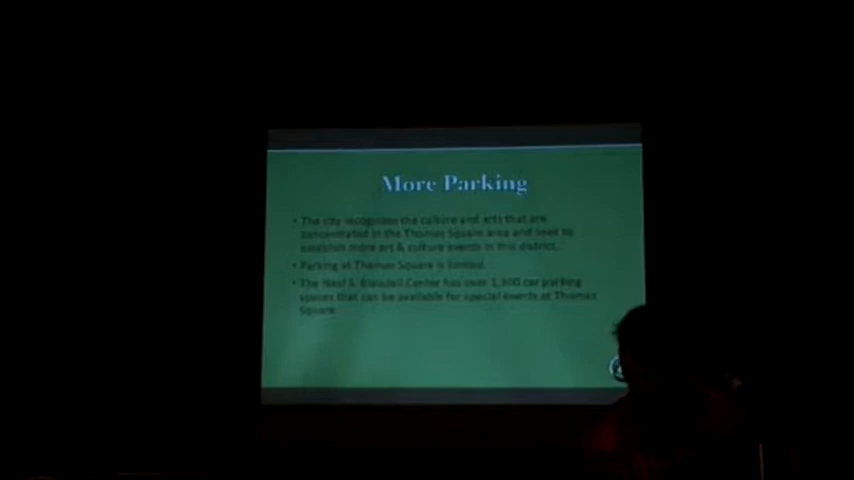 More Parking
• The city recognizes the culture and arts that are
concentrated in the Thomas Square area and seek to
establish more art & culture events in this district.
• Parking at Thomas Square is limited.
• The Neal S. Blaisdell Center has over 1,500 car parking
spaces that can be available for special events at Thomas
Square